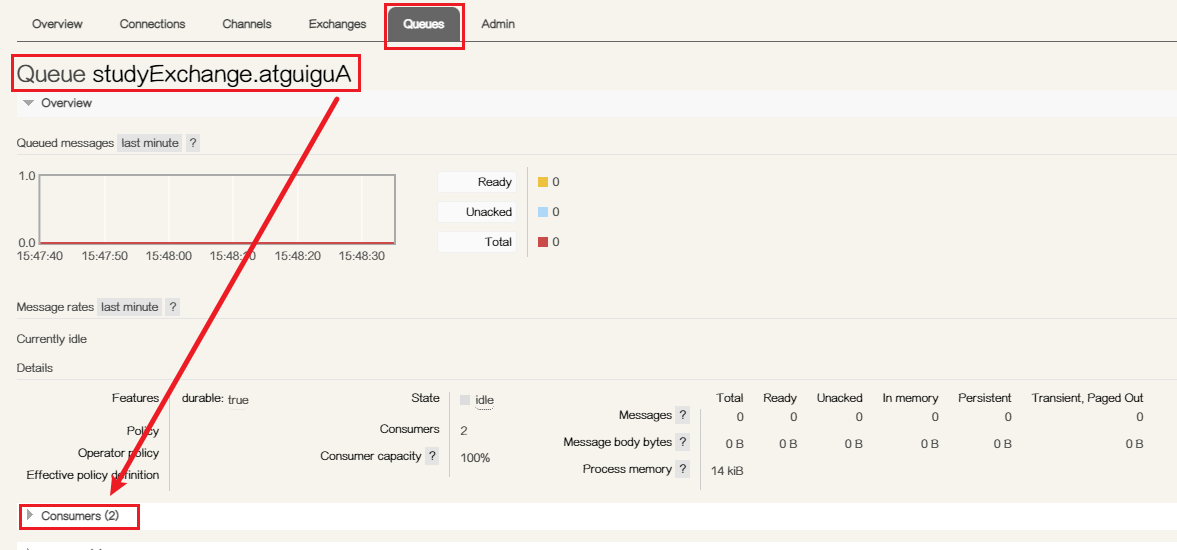 Overview Connections Channels Exchanges Queues Admin
Queue studyExchange.atguiguA
Overview
Queued messages last minute ?
1.0
0.0
15:47:40 15:47:50 15:48:00 15:48:10 15:48:20 15:48:30
Ready 0
Unacked 0
Total 0
Message rates last minute ?
Currently idle
Details
Features durable: true
Policy
Operator policy
Effective policy definition
State idle
Consumers 2
Consumer capacity ? 100%
Total Ready Unacked In memory Persistent Transient, Paged Out
Messages ? 0 0 0 0 0 0
Message body bytes ? 0 B 0 B 0 B 0 B 0 B 0 B
Process memory ? 14 kiB
Consumers (2)